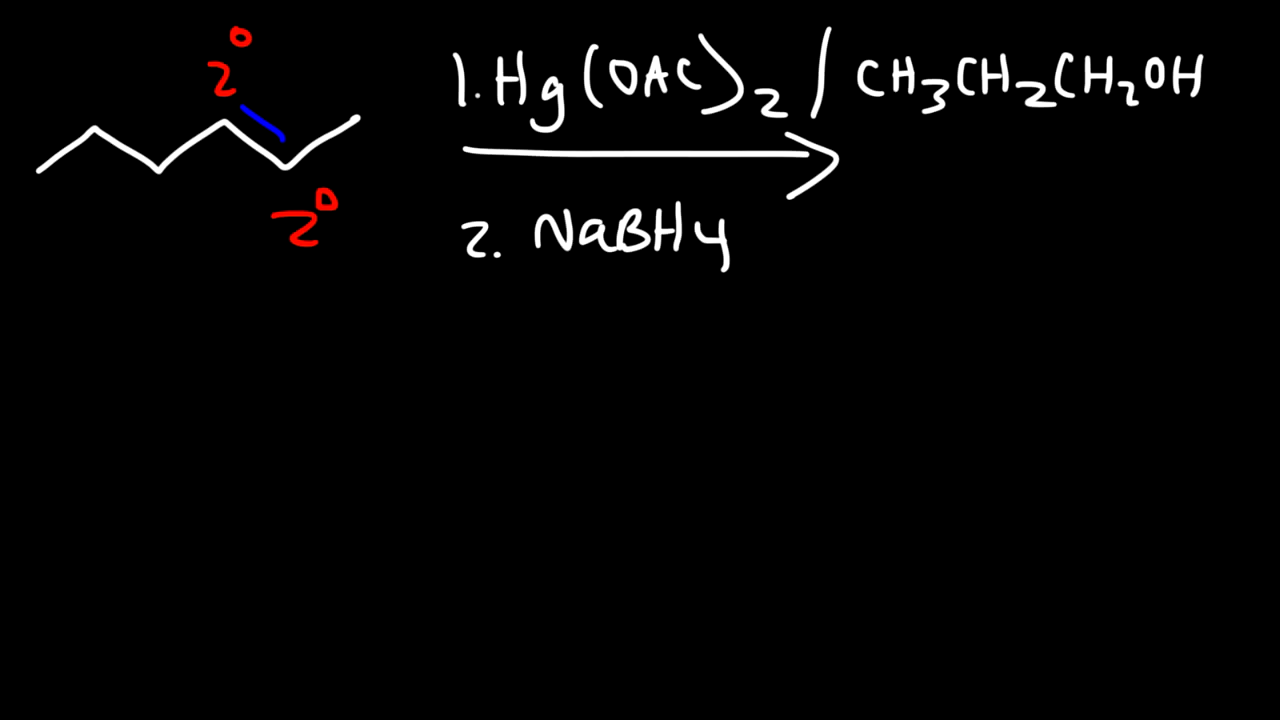 2°
1. Hg(OAC)₂ / CH₃CH₂CH₂OH
2°
2. NaBH4